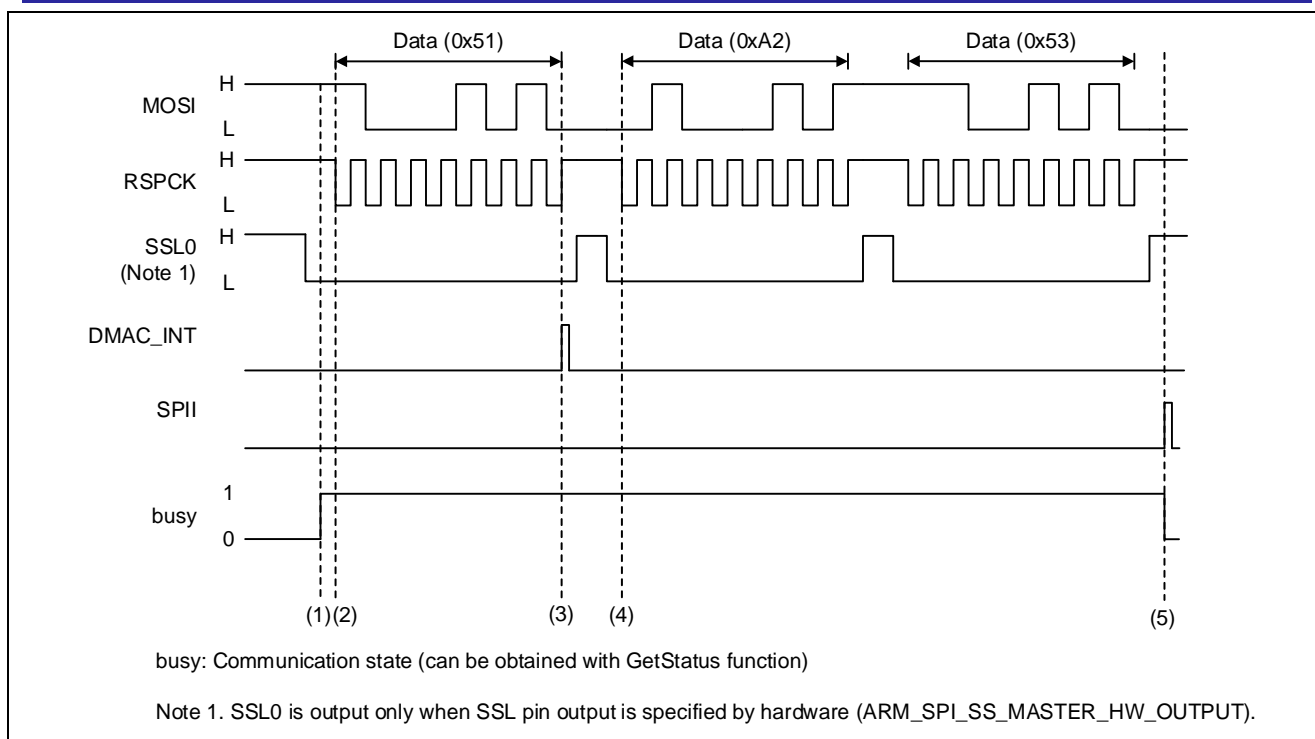 Data (0x51)
Data (0xA2)
Data (0x53)
H
MOSI
L
H
RSPCK
L
H
SSL0
(Note 1)
L
DMAC_INT
SPII
1
busy
0
(1)
(2)
(3)
(4)
(5)
busy: Communication state (can be obtained with GetStatus function)
Note 1. SSL0 is output only when SSL pin output is specified by hardware (ARM_SPI_SS_MASTER_HW_OUTPUT).